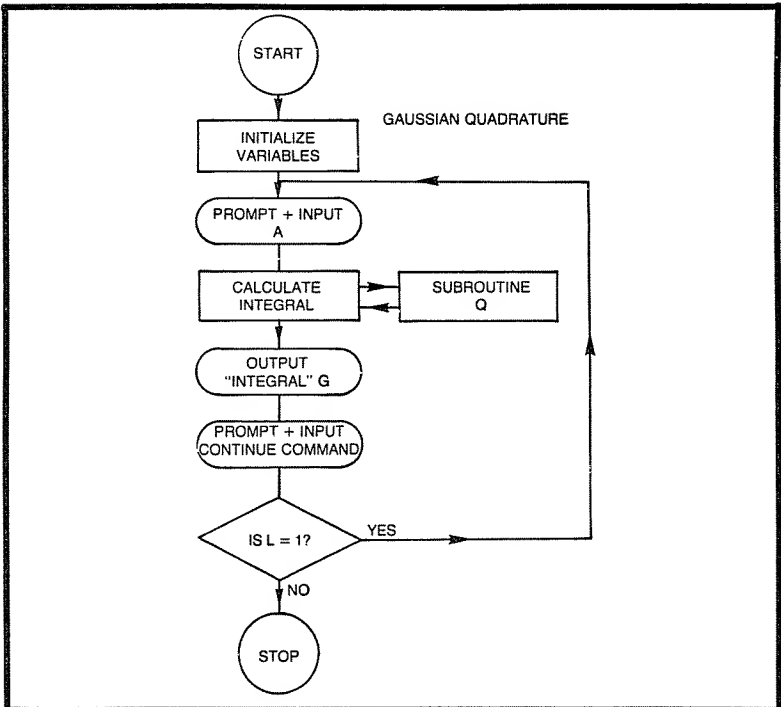 START
GAUSSIAN QUADRATURE
INITIALIZE
VARIABLES
PROMPT + INPUT
A
CALCULATE
INTEGRAL
SUBROUTINE
Q
OUTPUT
"INTEGRAL" G
PROMPT + INPUT
CONTINUE COMMAND
IS L = 1?
YES
NO
STOP